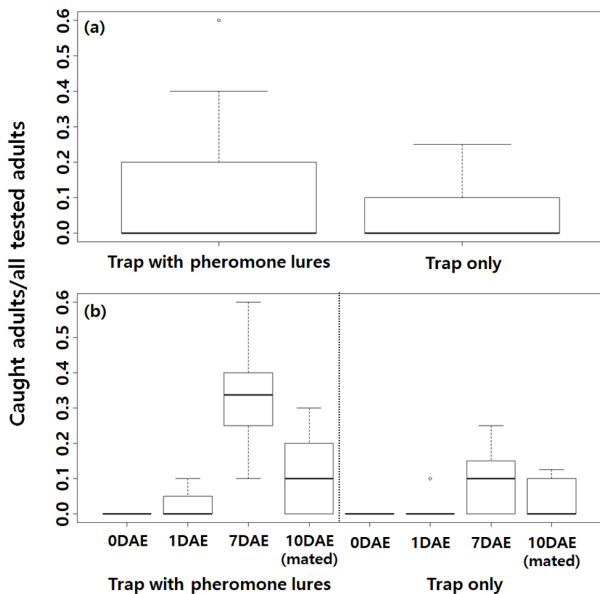 Caught adults/all tested adults
(a)
0.6
0.5
0.4
0.3
0.2
0.1
0.0
Trap with pheromone lures Trap only
(b)
0.6
0.5
0.4
0.3
0.2
0.1
0.0
0DAE 1DAE 7DAE 10DAE 0DAE 1DAE 7DAE 10DAE
(mated) (mated)
Trap with pheromone lures Trap only